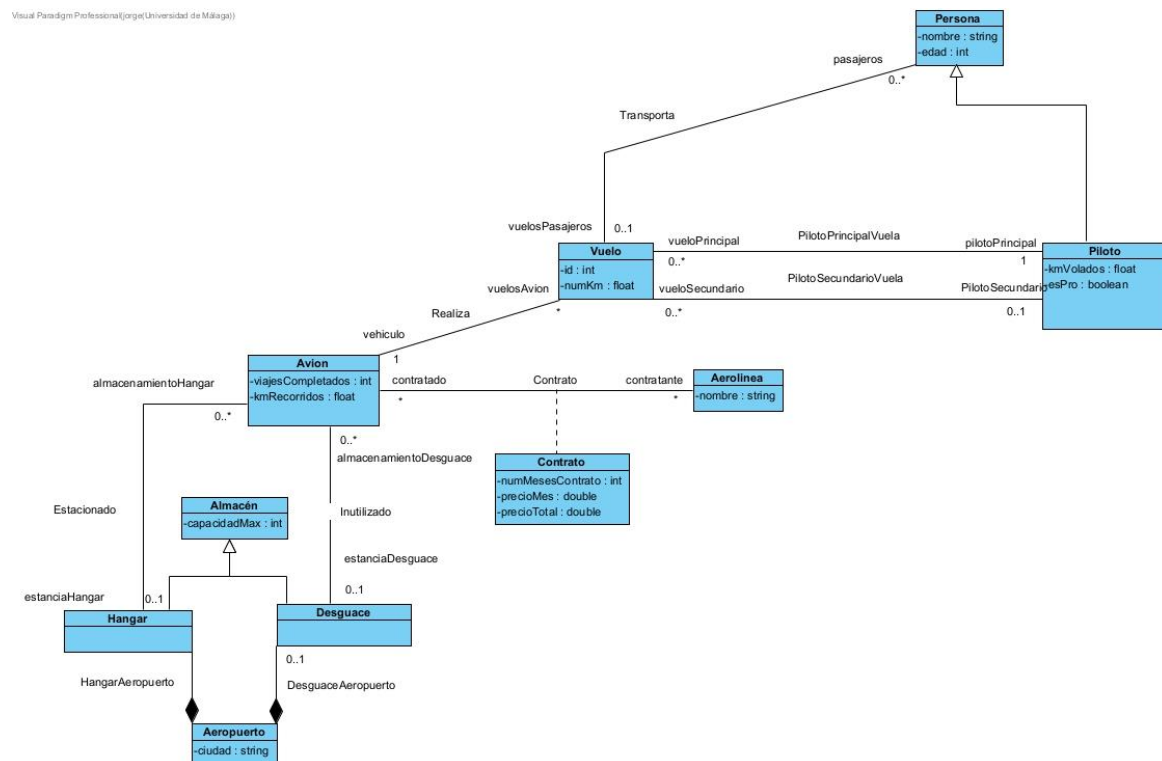 Visual Paradigm Professional(jorge(Universidad de Málaga))
Persona
-nombre : string
-edad : int
pasajeros
0..*
Transporta
vuelosPasajeros
0..1
Vuelo
-id : int
-numKm : float
vueloPrincipal
0..*
PilotoPrincipalVuela
pilotoPrincipal
1
Piloto
-kmVolados : float
-esPro : boolean
vueloSecundario
0..*
PilotoSecundarioVuela
PilotoSecundario
0..1
vuelosAvion
*
Realiza
vehiculo
1
Avion
-viajesCompletados : int
-kmRecorridos : float
contratado
*
Contrato
contratante
*
Aerolinea
-nombre : string
almacenamientoHangar
0..*
0..*
almacenamientoDesguace
Contrato
-numMesesContrato : int
-precioMes : double
-precioTotal : double
Almacén
-capacidadMax : int
Estacionado
Inutilizado
estanciaDesguace
0..1
estanciaHangar
0..1
Hangar
Desguace
0..1
HangarAeropuerto
DesguaceAeropuerto
Aeropuerto
-ciudad : string